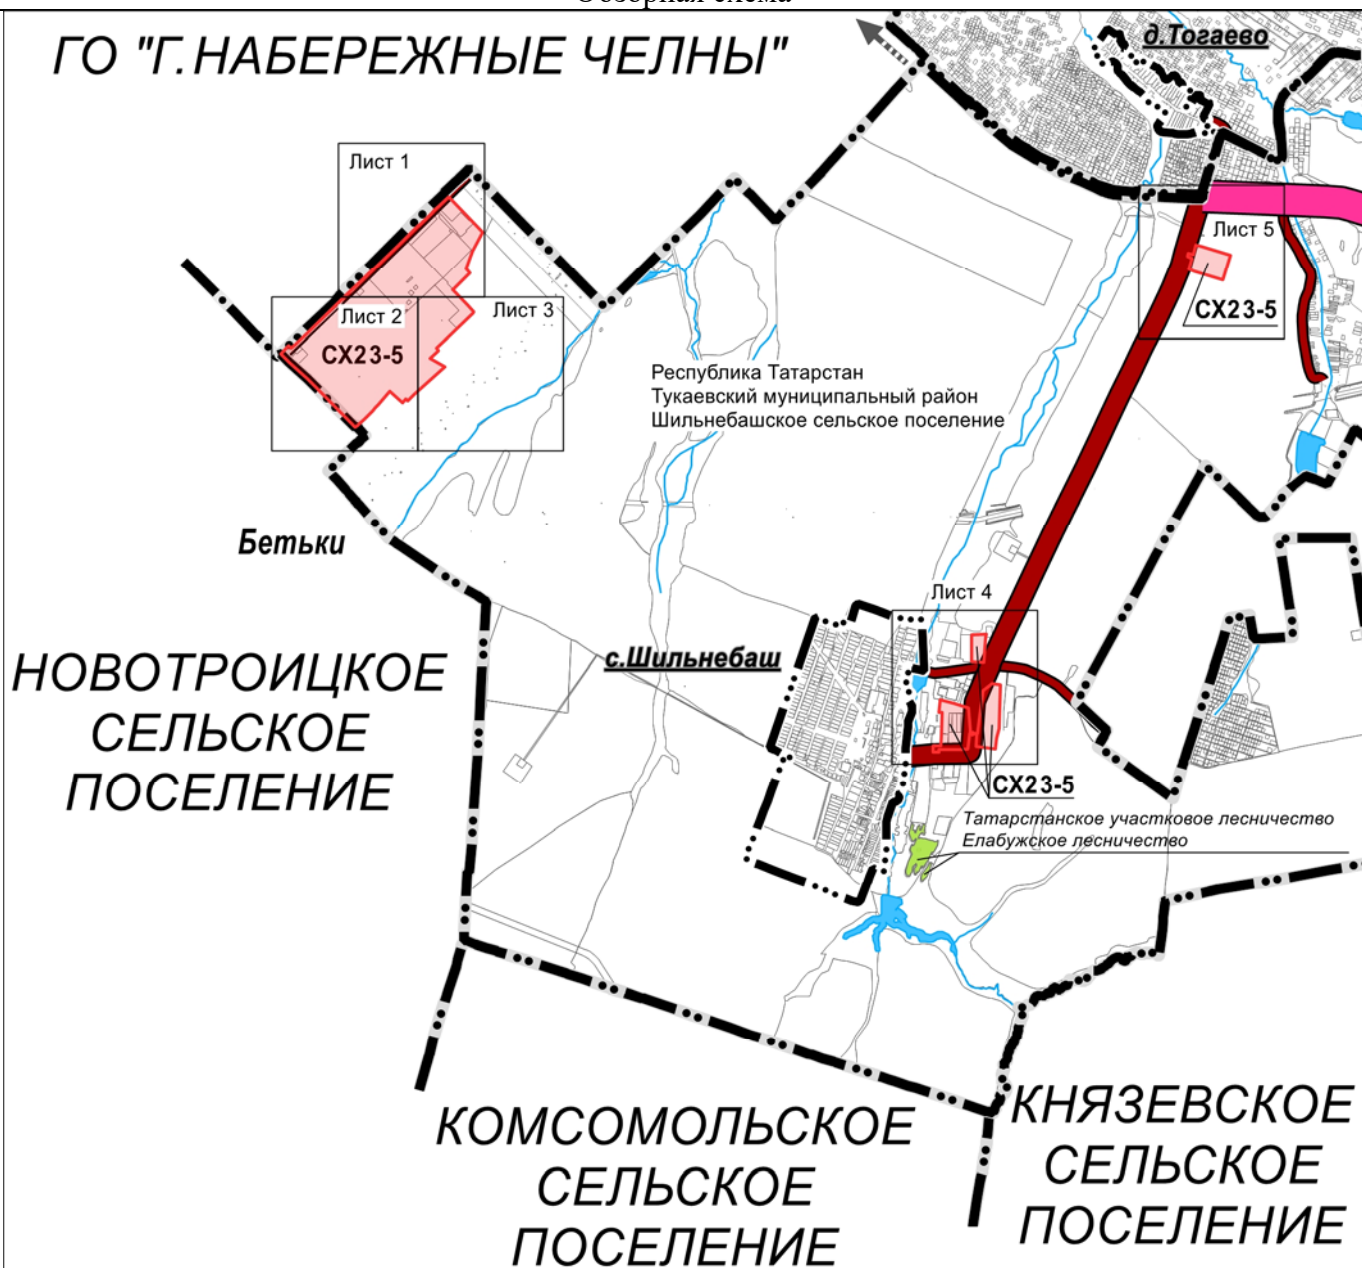 Обзорная схема
ГО "Г.НАБЕРЕЖНЫЕ ЧЕЛНЫ"
д.Тогаево
Лист 1
Лист 5
СХ23-5
Лист 2
Лист 3
СХ23-5
Республика Татарстан
Тукаевский муниципальный район
Шильнебашское сельское поселение
Бетьки
Лист 4
с.Шильнебаш
НОВОТРОИЦКОЕ
СЕЛЬСКОЕ
ПОСЕЛЕНИЕ
СХ23-5
Татарстанское участковое лесничество
Елабужское лесничество
КОМСОМОЛЬСКОЕ
СЕЛЬСКОЕ
ПОСЕЛЕНИЕ
КНЯЗЕВСКОЕ
СЕЛЬСКОЕ
ПОСЕЛЕНИЕ